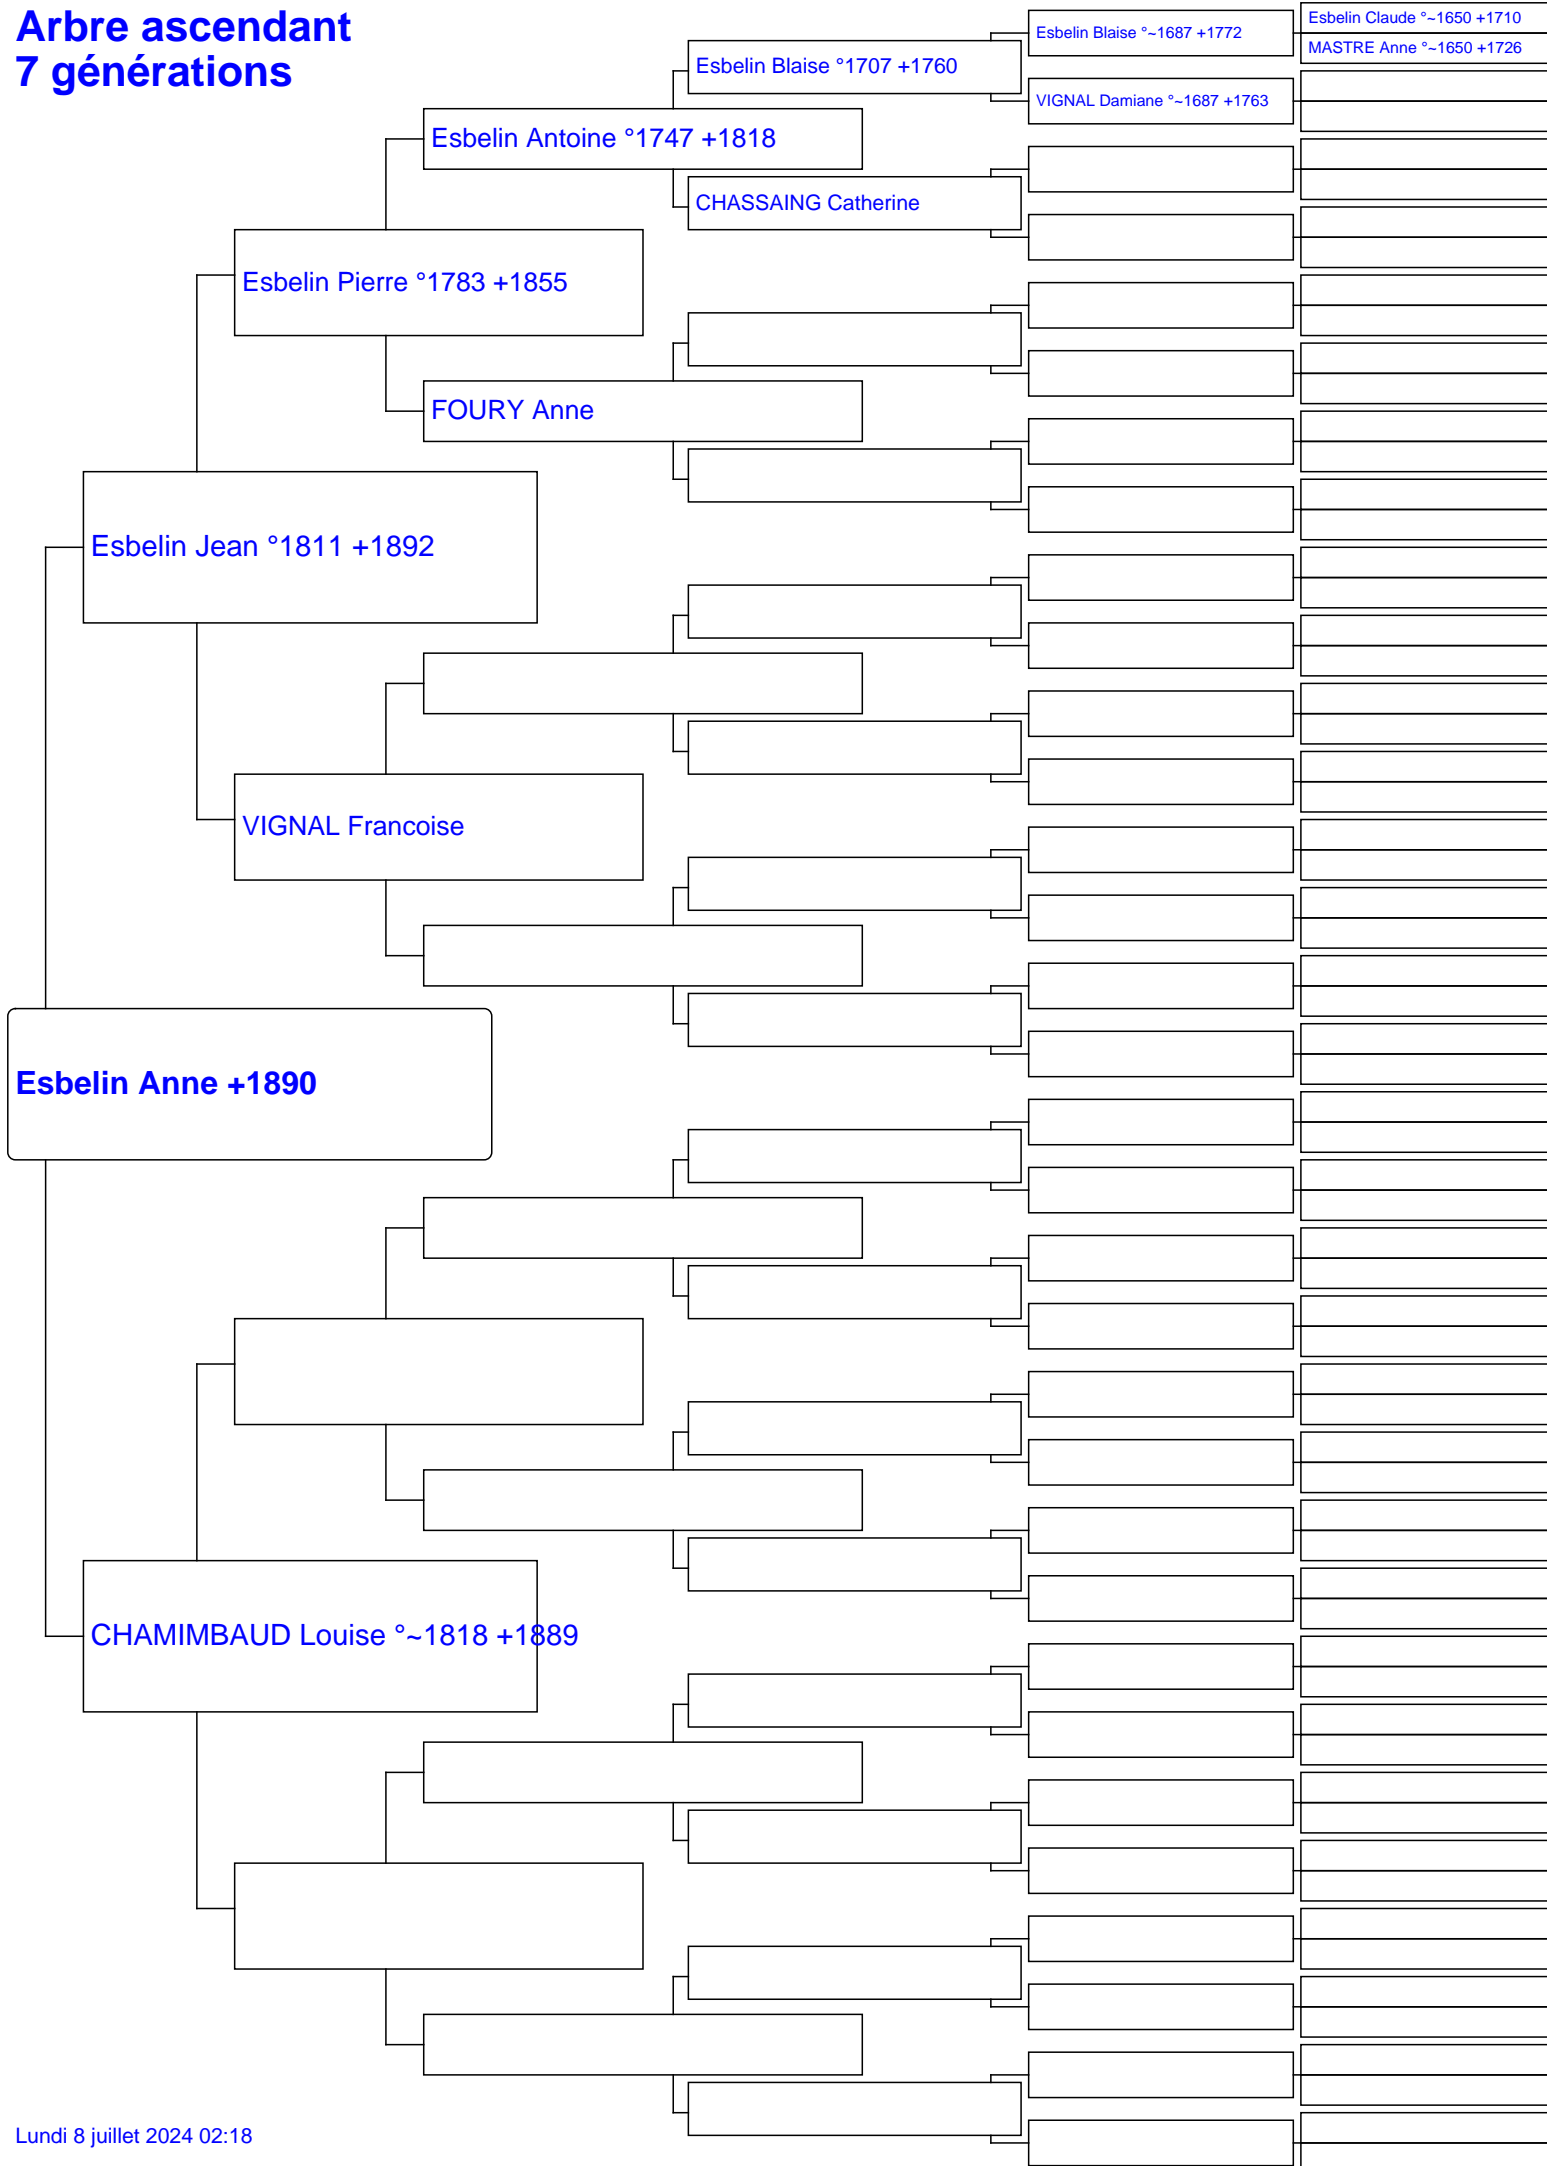 Arbre ascendant
7 générations
Esbelin Claude °~1650 +1710
Esbelin Blaise °~1687 +1772
MASTRE Anne °~1650 +1726
Esbelin Blaise °1707 +1760
VIGNAL Damiane °~1687 +1763
Esbelin Antoine °1747 +1818
CHASSAING Catherine
Esbelin Pierre °1783 +1855
FOURY Anne
Esbelin Jean °1811 +1892
VIGNAL Francoise
Esbelin Anne +1890
CHAMIMBAUD Louise °~1818 +1889
Lundi 8 juillet 2024 02:18